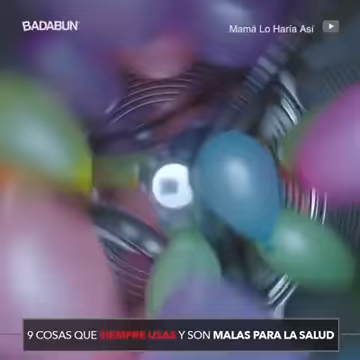 BADABUN
Mamá Lo Haría Así
9 COSAS QUE SIEMPRE USAS Y SON MALAS PARA LA SALUD